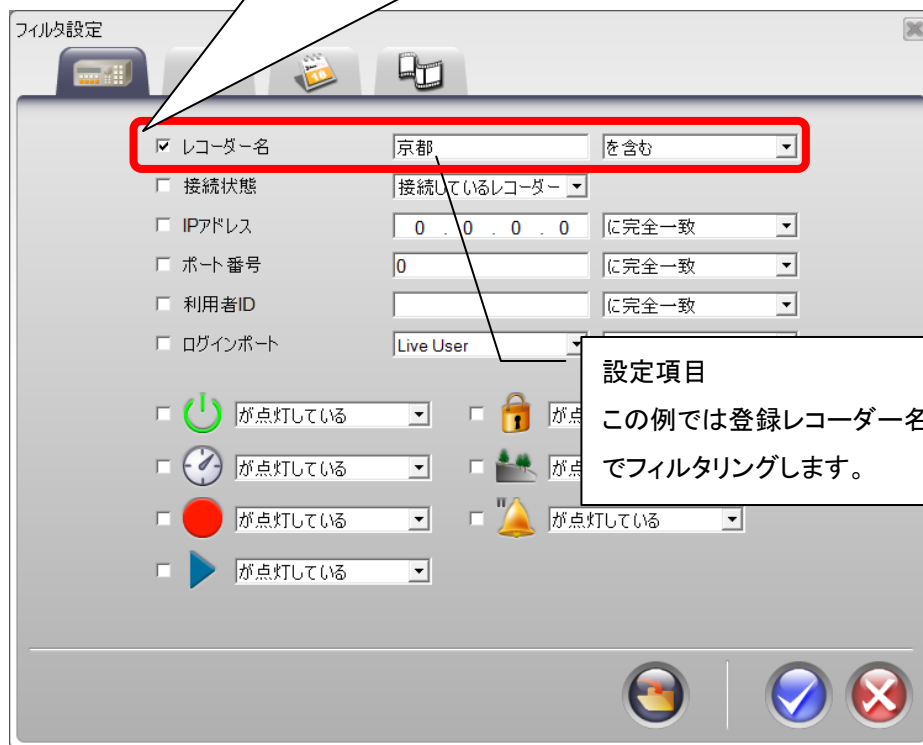 フィルタ設定
レコーダー名 京都 を含む
接続状態 接続しているレコーダー
IPアドレス 0 . 0 . 0 . 0 に完全一致
ポート番号 0 に完全一致
利用者ID に完全一致
ログインポート Live User
設定項目
この例では登録レコーダー名
でフィルタリングします。
が点灯している が点
が点灯している が点
が点灯している が点灯している
が点灯している